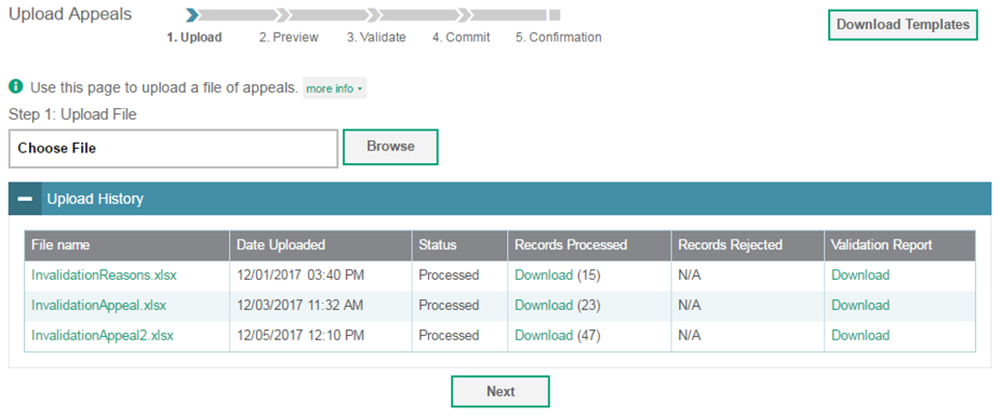 Upload Appeals
1. Upload 2. Preview 3. Validate 4. Commit 5. Confirmation
Download Templates
Use this page to upload a file of appeals. more info
Step 1: Upload File
Choose File Browse
Upload History
File name Date Uploaded Status Records Processed Records Rejected Validation Report
InvalidationReasons.xlsx 12/01/2017 03:40 PM Processed Download (15) N/A Download
InvalidationAppeal.xlsx 12/03/2017 11:32 AM Processed Download (23) N/A Download
InvalidationAppeal2.xlsx 12/05/2017 12:10 PM Processed Download (47) N/A Download
Next